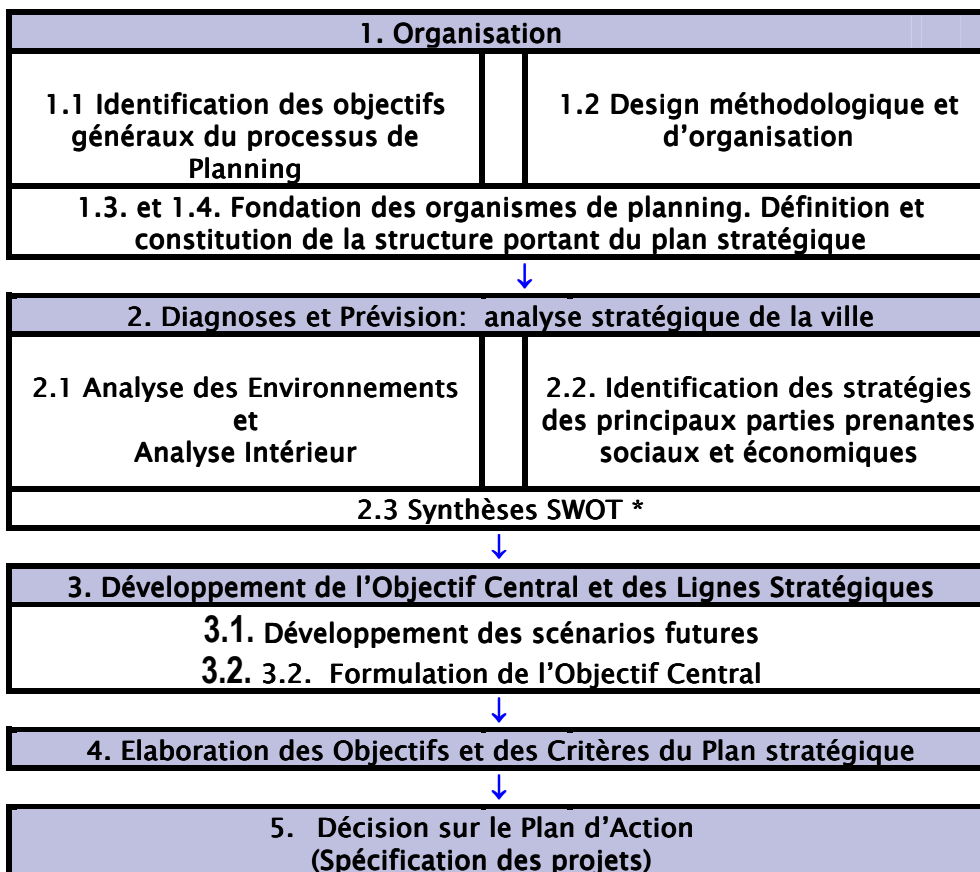 1. Organisation
1.1 Identification des objectifs
généraux du processus de
Planning
1.2 Design méthodologique et
d’organisation
1.3. et 1.4. Fondation des organismes de planning. Définition et
constitution de la structure portant du plan stratégique
↓
2. Diagnoses et Prévision: analyse stratégique de la ville
2.1 Analyse des Environnements
et
Analyse Intérieur
2.2. Identification des stratégies
des principaux parties prenantes
sociaux et économiques
2.3 Synthèses SWOT *
↓
3. Développement de l’Objectif Central et des Lignes Stratégiques
3.1. Développement des scénarios futures
3.2. 3.2. Formulation de l’Objectif Central
↓
4. Elaboration des Objectifs et des Critères du Plan stratégique
↓
5. Décision sur le Plan d’Action
(Spécification des projets)